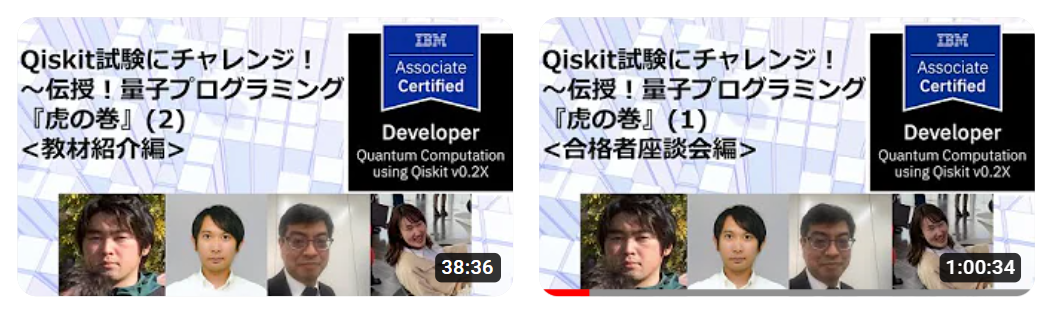 Qiskit試験にチャレンジ！
～伝授！量子プログラミング
『虎の巻』(2)
<教材紹介編>
IBM
Associate
Certified
Developer
Quantum Computation
using Qiskit v0.2X
38:36
Qiskit試験にチャレンジ！
～伝授！量子プログラミング
『虎の巻』(1)
<合格者座談会編>
IBM
Associate
Certified
Developer
Quantum Computation
using Qiskit v0.2X
1:00:34